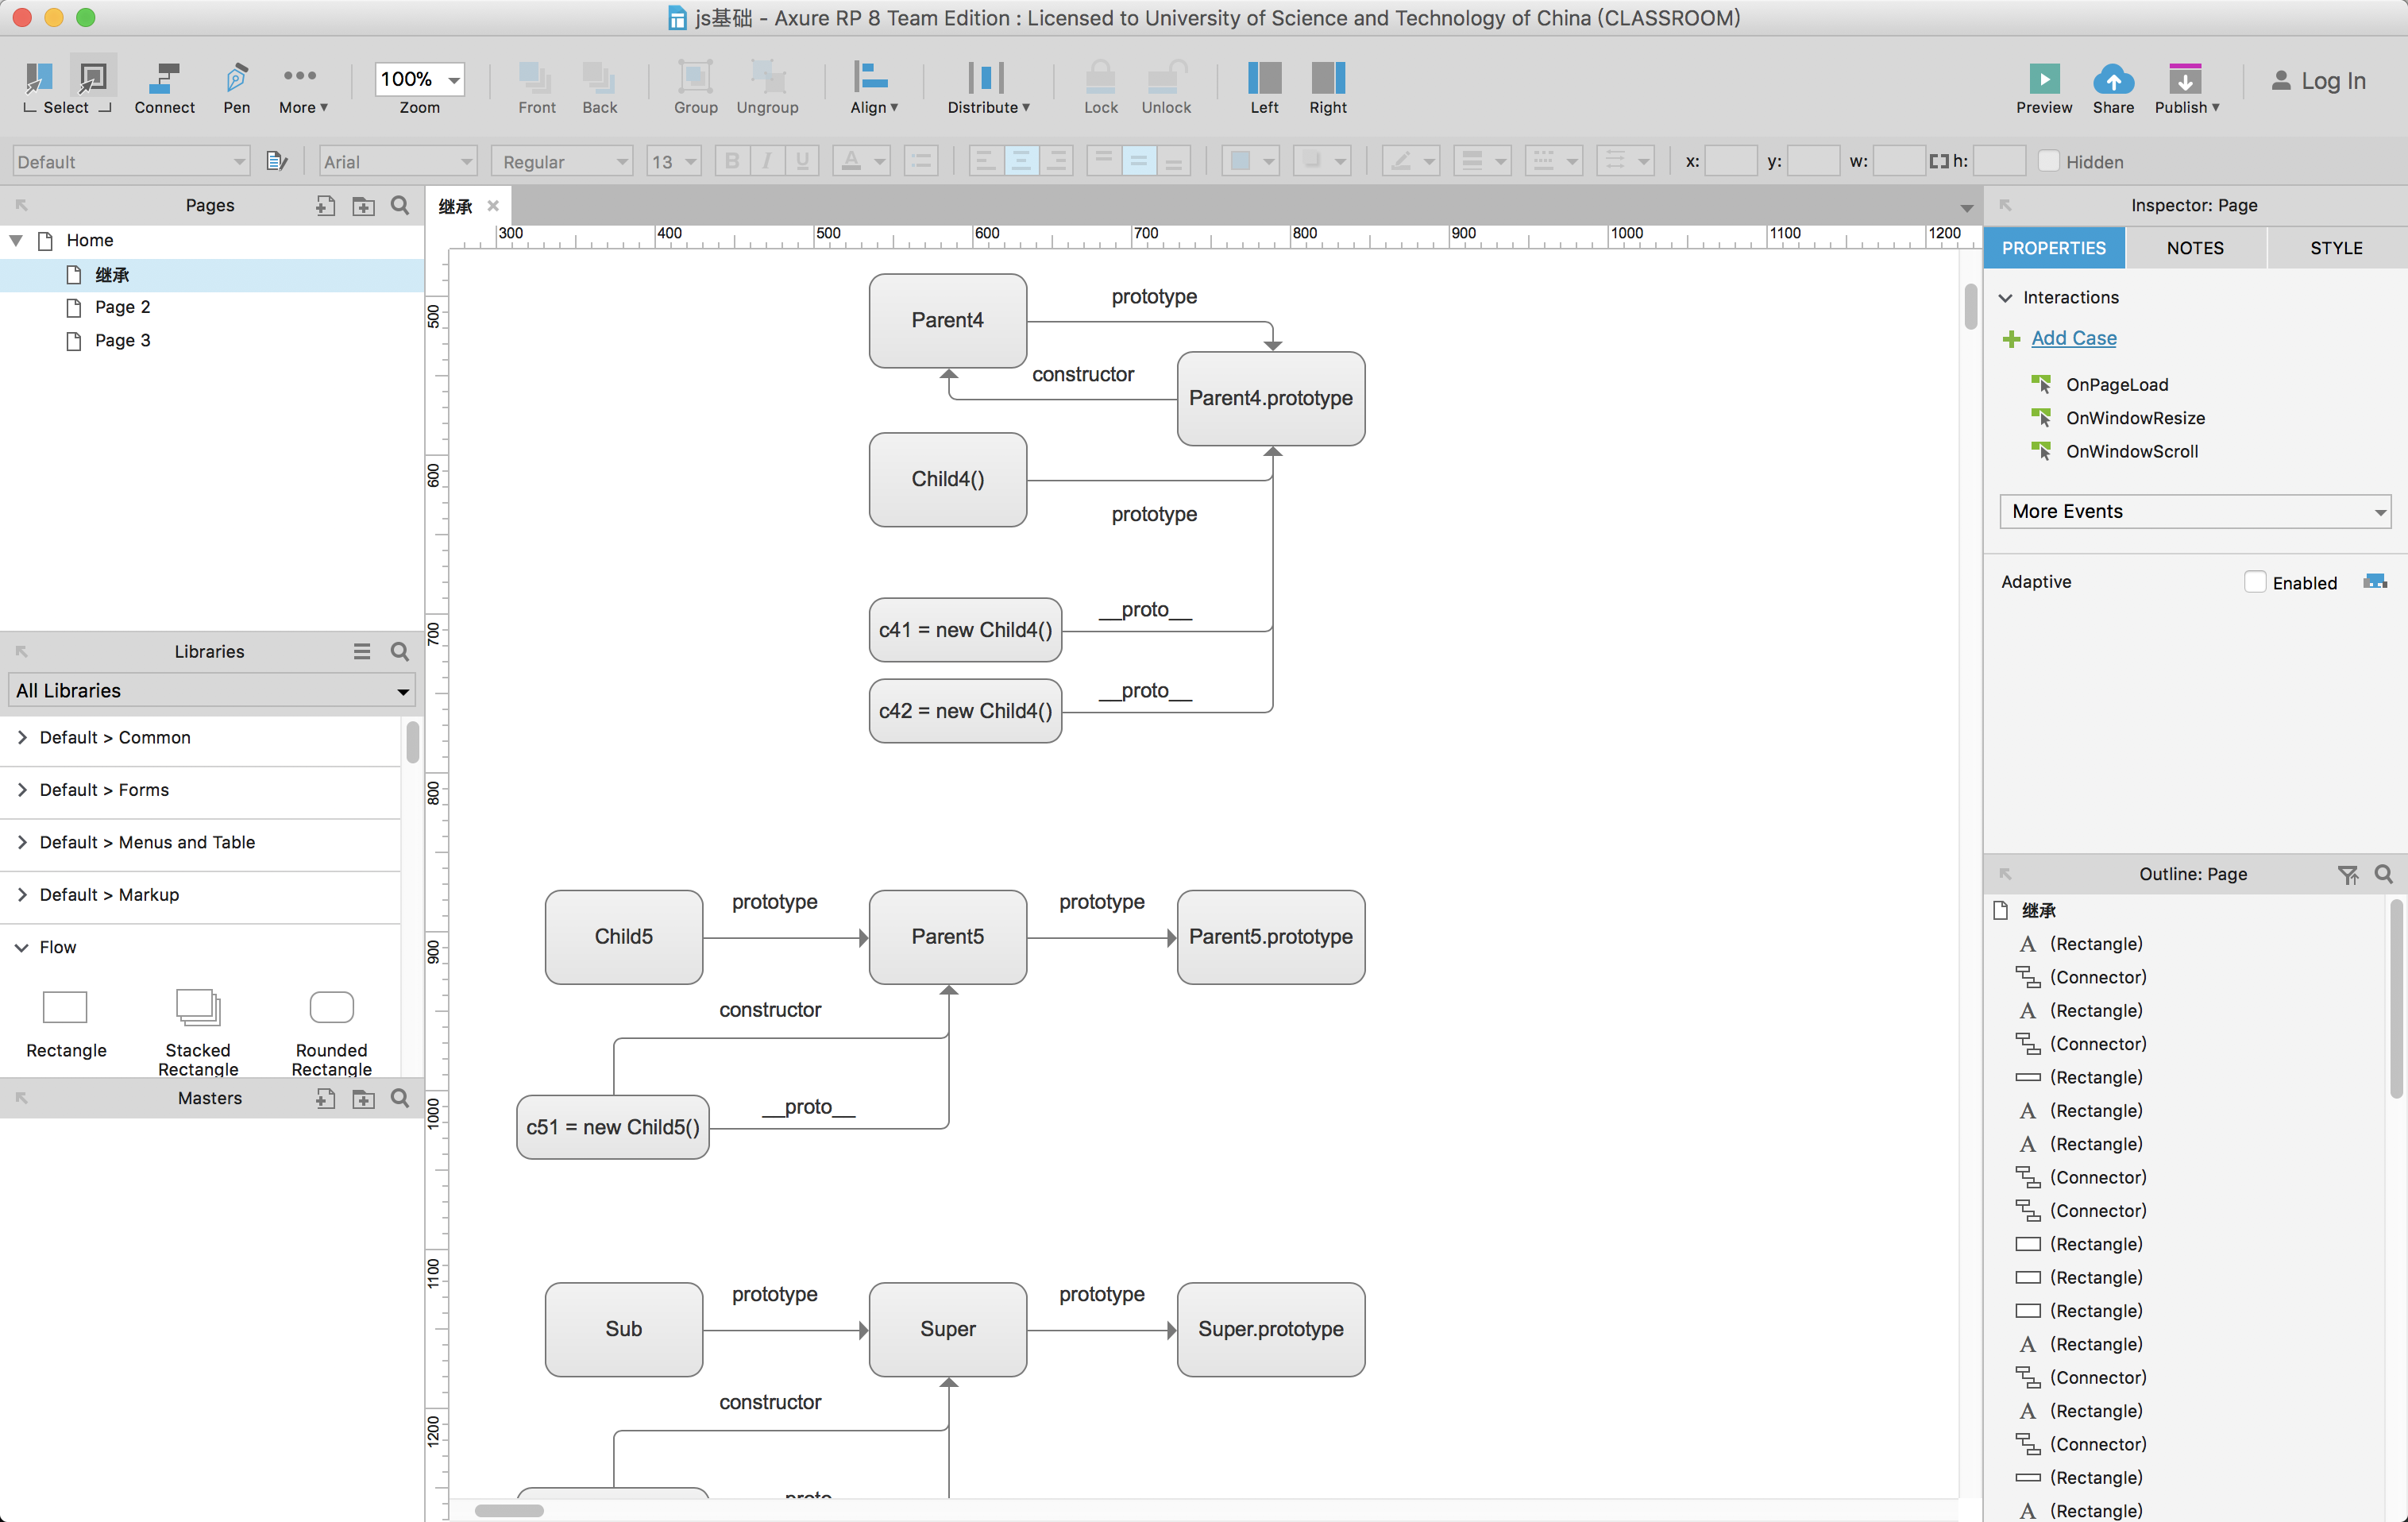 js基础 - Axure RP 8 Team Edition : Licensed to University of Science and Technology of China (CLASSROOM)
Select
Connect
Pen
More
100%
Zoom
Front
Back
Group
Ungroup
Align
Distribute
Lock
Unlock
Left
Right
Preview
Share
Publish
Log In
Default
Arial
Regular
13
B
I
U
A
x:
y:
w:
h:
Hidden
Pages
Home
继承
Page 2
Page 3
Libraries
All Libraries
Default > Common
Default > Forms
Default > Menus and Table
Default > Markup
Flow
Rectangle
Stacked Rectangle
Rounded Rectangle
Masters
继承
300
400
500
600
700
800
900
1000
1100
1200
500
600
700
800
900
1000
1100
1200
Parent4
prototype
constructor
Parent4.prototype
Child4()
prototype
c41 = new Child4()
__proto__
c42 = new Child4()
__proto__
Child5
prototype
Parent5
prototype
Parent5.prototype
constructor
c51 = new Child5()
__proto__
Sub
prototype
Super
prototype
Super.prototype
constructor
proto
Inspector: Page
PROPERTIES
NOTES
STYLE
Interactions
Add Case
OnPageLoad
OnWindowResize
OnWindowScroll
More Events
Adaptive
Enabled
Outline: Page
继承
A (Rectangle)
(Connector)
A (Rectangle)
(Connector)
(Rectangle)
A (Rectangle)
A (Rectangle)
(Connector)
(Connector)
(Rectangle)
(Rectangle)
(Rectangle)
A (Rectangle)
(Connector)
A (Rectangle)
(Connector)
(Rectangle)
A (Rectangle)